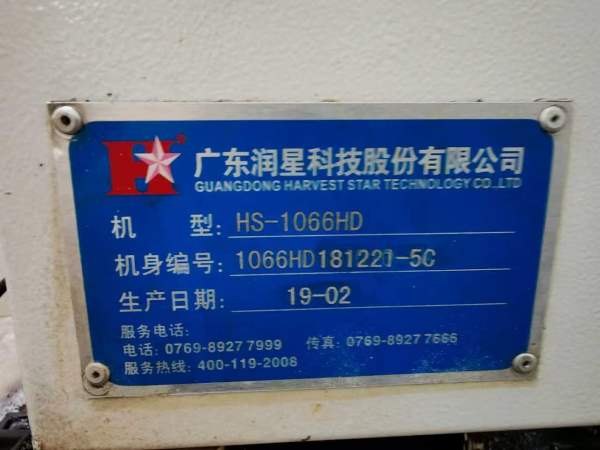 广东润星科技股份有限公司
GUANGDONG HARVEST STAR TECHNOLOGY CO.,LTD
机 型: HS-1066HD
机身编号: 1066HD181221-5C
生产日期: 19-02
服务电话:
电话: 0769-8927 7999 传真: 0769-8927 7666
服务热线: 400-119-2008